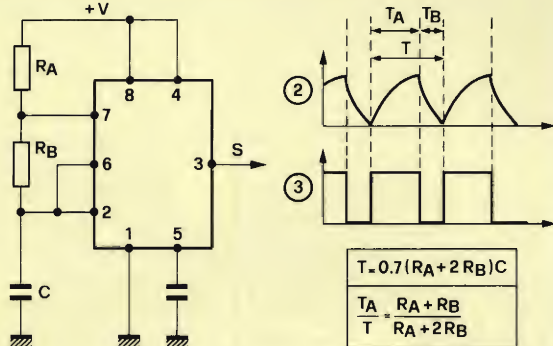 +V
RA
RB
C
8
4
7
6
2
3
S
1
5
TA
TB
T
2
3
T=0.7(RA+2RB)C
TA/T = RA+RB/RA+2RB